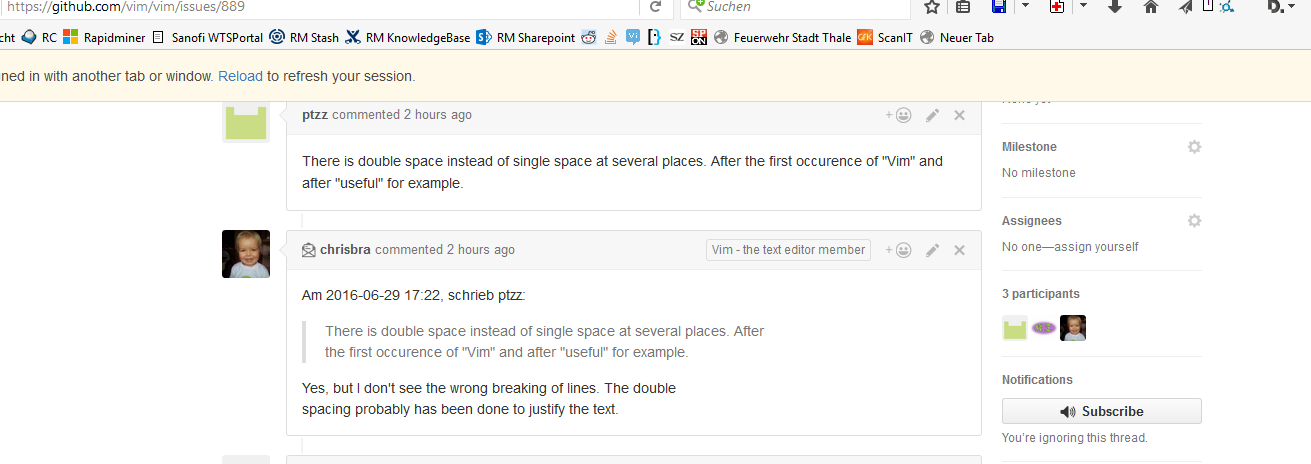 https://github.com/vim/vim/issues/889
Suchen
D.
cht RC Rapidminer Sanofi WTSPortal RM Stash RM KnowledgeBase RM Sharepoint SZ SPON Feuerwehr Stadt Thale GfK ScanIT Neuer Tab
ned in with another tab or window. Reload to refresh your session.
ptzz commented 2 hours ago
There is double space instead of single space at several places. After the first occurence of "Vim" and
after "useful" for example.
chrisbra commented 2 hours ago
Vim - the text editor member
Am 2016-06-29 17:22, schrieb ptzz:
There is double space instead of single space at several places. After
the first occurence of "Vim" and after "useful" for example.
Yes, but I don't see the wrong breaking of lines. The double
spacing probably has been done to justify the text.
Milestone
No milestone
Assignees
No one—assign yourself
3 participants
Notifications
Subscribe
You're ignoring this thread.